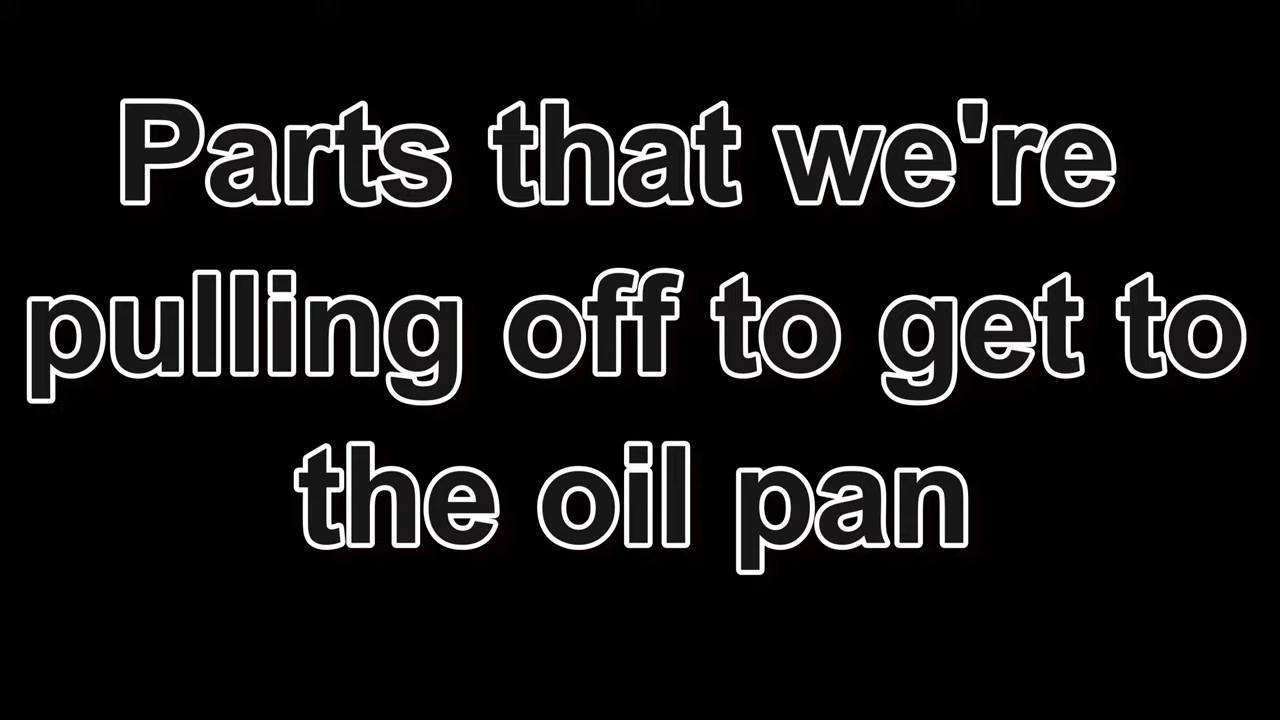 Parts that we're
pulling off to get to
the oil pan